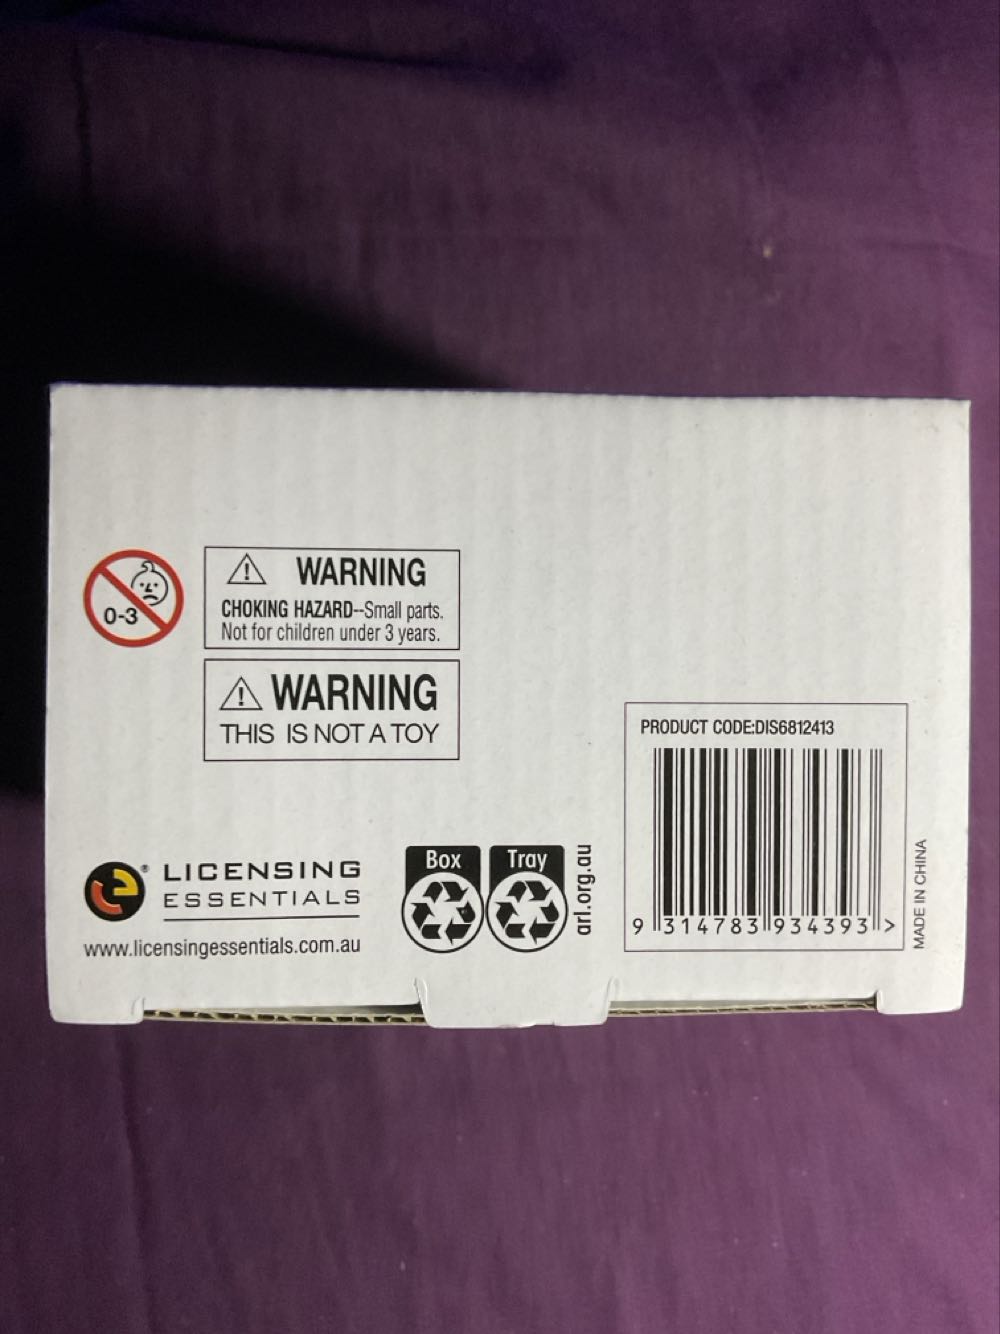 0-3
WARNING
CHOKING HAZARD--Small parts.
Not for children under 3 years.
WARNING
THIS IS NOT A TOY
LICENSING
ESSENTIALS
www.licensingessentials.com.au
Box
Tray
arl.org.au
PRODUCT CODE:DIS6812413
9 314783 934393 >
MADE IN CHINA